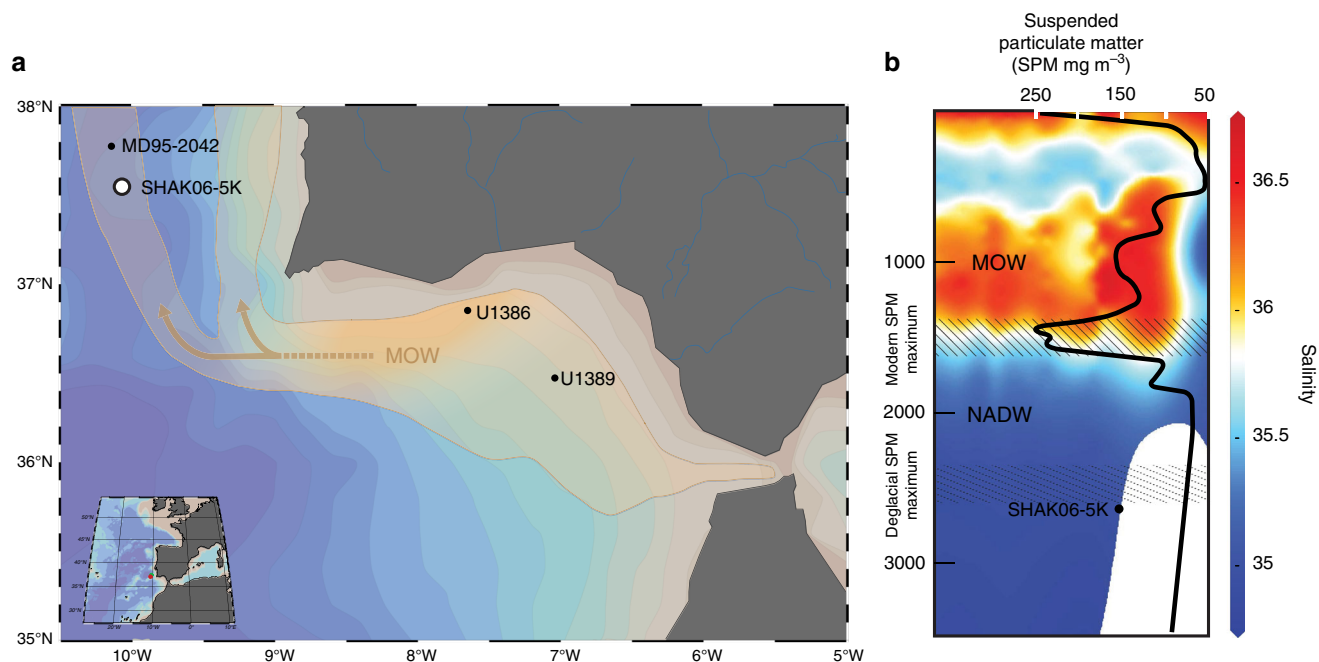 a
38°N
37°N
36°N
35°N
10°W
9°W
8°W
7°W
6°W
5°W
MD95-2042
SHAK06-5K
U1386
MOW
U1389
b
Suspended
particulate matter
(SPM mg m⁻³)
250
150
50
1000
2000
3000
Modern SPM
maximum
Deglacial SPM
maximum
MOW
NADW
SHAK06-5K
36.5
36
35.5
35
Salinity